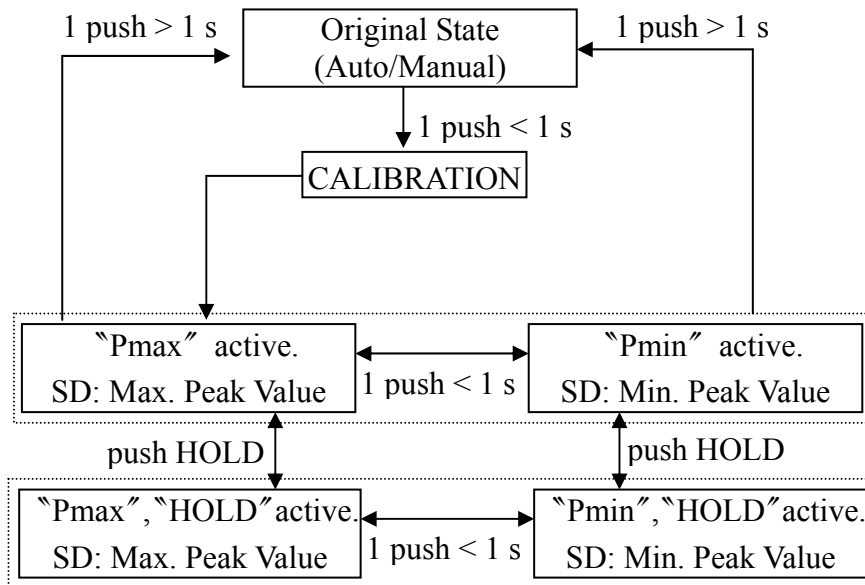 1 push > 1 s
Original State
(Auto/Manual)
1 push > 1 s
1 push < 1 s
CALIBRATION
〝Pmax〞 active.
SD: Max. Peak Value
1 push < 1 s
〝Pmin〞 active.
SD: Min. Peak Value
push HOLD
push HOLD
〝Pmax〞,〝HOLD〞active.
SD: Max. Peak Value
1 push < 1 s
〝Pmin〞,〝HOLD〞active.
SD: Min. Peak Value